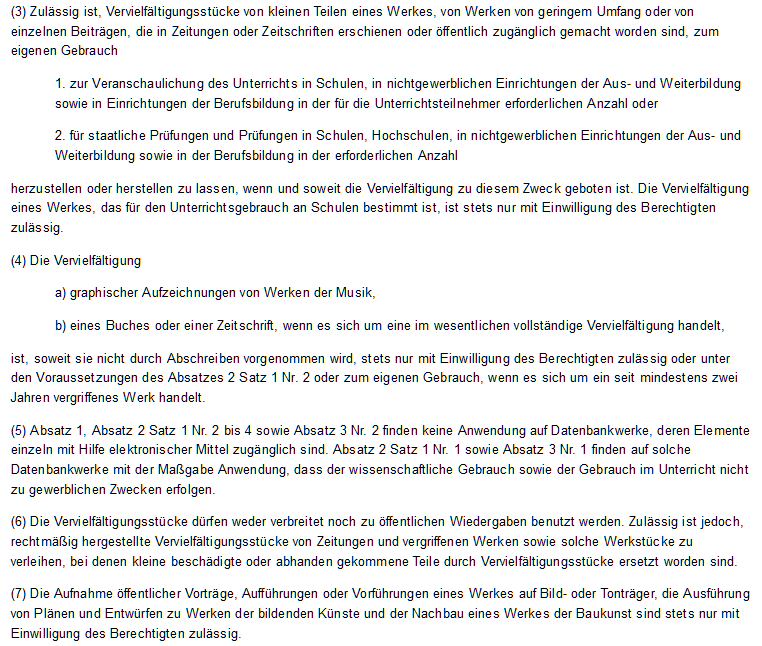 (3) Zulässig ist, Vervielfältigungsstücke von kleinen Teilen eines Werkes, von Werken von geringem Umfang oder von
einzelnen Beiträgen, die in Zeitungen oder Zeitschriften erschienen oder öffentlich zugänglich gemacht worden sind, zum
eigenen Gebrauch
1. zur Veranschaulichung des Unterrichts in Schulen, in nichtgewerblichen Einrichtungen der Aus- und Weiterbildung
sowie in Einrichtungen der Berufsbildung in der für die Unterrichtsteilnehmer erforderlichen Anzahl oder
2. für staatliche Prüfungen und Prüfungen in Schulen, Hochschulen, in nichtgewerblichen Einrichtungen der Aus- und
Weiterbildung sowie in der Berufsbildung in der erforderlichen Anzahl
herzustellen oder herstellen zu lassen, wenn und soweit die Vervielfältigung zu diesem Zweck geboten ist. Die Vervielfältigung
eines Werkes, das für den Unterrichtsgebrauch an Schulen bestimmt ist, ist stets nur mit Einwilligung des Berechtigten
zulässig.
(4) Die Vervielfältigung
a) graphischer Aufzeichnungen von Werken der Musik,
b) eines Buches oder einer Zeitschrift, wenn es sich um eine im wesentlichen vollständige Vervielfältigung handelt,
ist, soweit sie nicht durch Abschreiben vorgenommen wird, stets nur mit Einwilligung des Berechtigten zulässig oder unter
den Voraussetzungen des Absatzes 2 Satz 1 Nr. 2 oder zum eigenen Gebrauch, wenn es sich um ein seit mindestens zwei
Jahren vergriffenes Werk handelt.
(5) Absatz 1, Absatz 2 Satz 1 Nr. 2 bis 4 sowie Absatz 3 Nr. 2 finden keine Anwendung auf Datenbankwerke, deren Elemente
einzeln mit Hilfe elektronischer Mittel zugänglich sind. Absatz 2 Satz 1 Nr. 1 sowie Absatz 3 Nr. 1 finden auf solche
Datenbankwerke mit der Maßgabe Anwendung, dass der wissenschaftliche Gebrauch sowie der Gebrauch im Unterricht nicht
zu gewerblichen Zwecken erfolgen.
(6) Die Vervielfältigungsstücke dürfen weder verbreitet noch zu öffentlichen Wiedergaben benutzt werden. Zulässig ist jedoch,
rechtmäßig hergestellte Vervielfältigungsstücke von Zeitungen und vergriffenen Werken sowie solche Werkstücke zu
verleihen, bei denen kleine beschädigte oder abhanden gekommene Teile durch Vervielfältigungsstücke ersetzt worden sind.
(7) Die Aufnahme öffentlicher Vorträge, Aufführungen oder Vorführungen eines Werkes auf Bild- oder Tonträger, die Ausführung
von Plänen und Entwürfen zu Werken der bildenden Künste und der Nachbau eines Werkes der Baukunst sind stets nur mit
Einwilligung des Berechtigten zulässig.